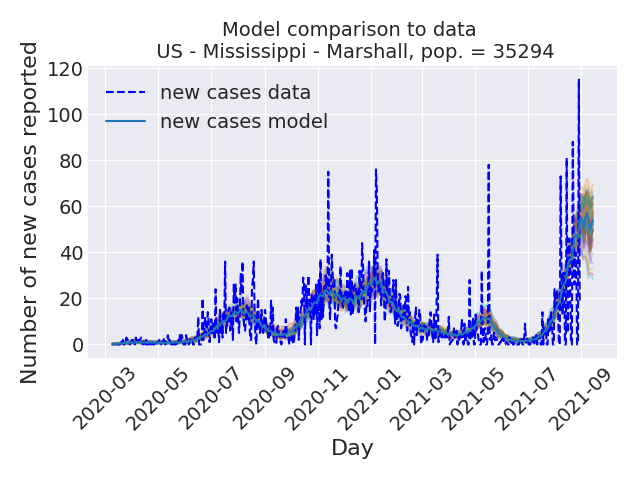 Model comparison to data
US - Mississippi - Marshall, pop. = 35294
Number of new cases reported
120
100
80
60
40
20
0
new cases data
new cases model
2020-03
2020-05
2020-07
2020-09
2020-11
2021-01
2021-03
2021-05
2021-07
2021-09
Day